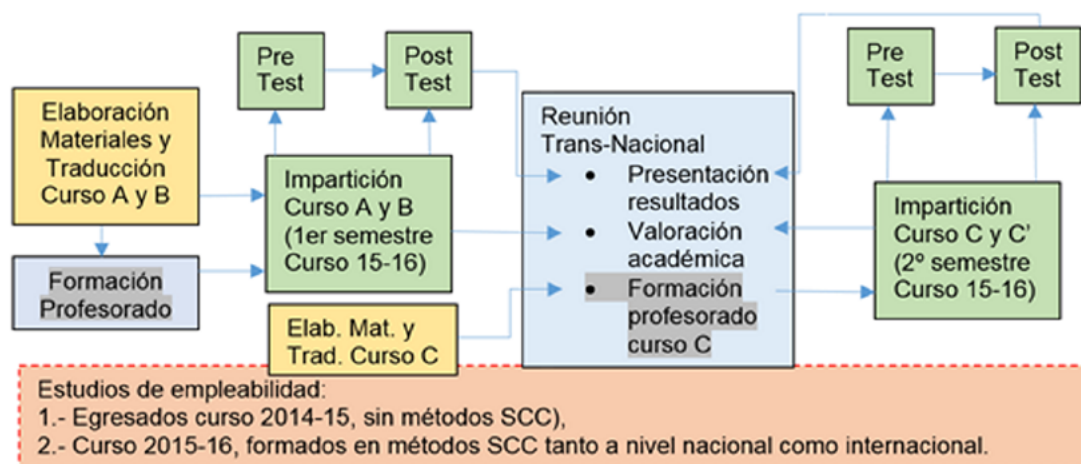 Elaboración
Materiales y
Traducción
Curso A y B
Formación
Profesorado
Pre
Test
Post
Test
Impartición
Curso A y B
(1er semestre
Curso 15-16)
Elab. Mat. y
Trad. Curso C
Reunión
Trans-Nacional
• Presentación
resultados
• Valoración
académica
• Formación
profesorado
curso C
Pre
Test
Post
Test
Impartición
Curso C y C’
(2º semestre
Curso 15-16)
Estudios de empleabilidad:
1.- Egresados curso 2014-15, sin métodos SCC),
2.- Curso 2015-16, formados en métodos SCC tanto a nivel nacional como internacional.